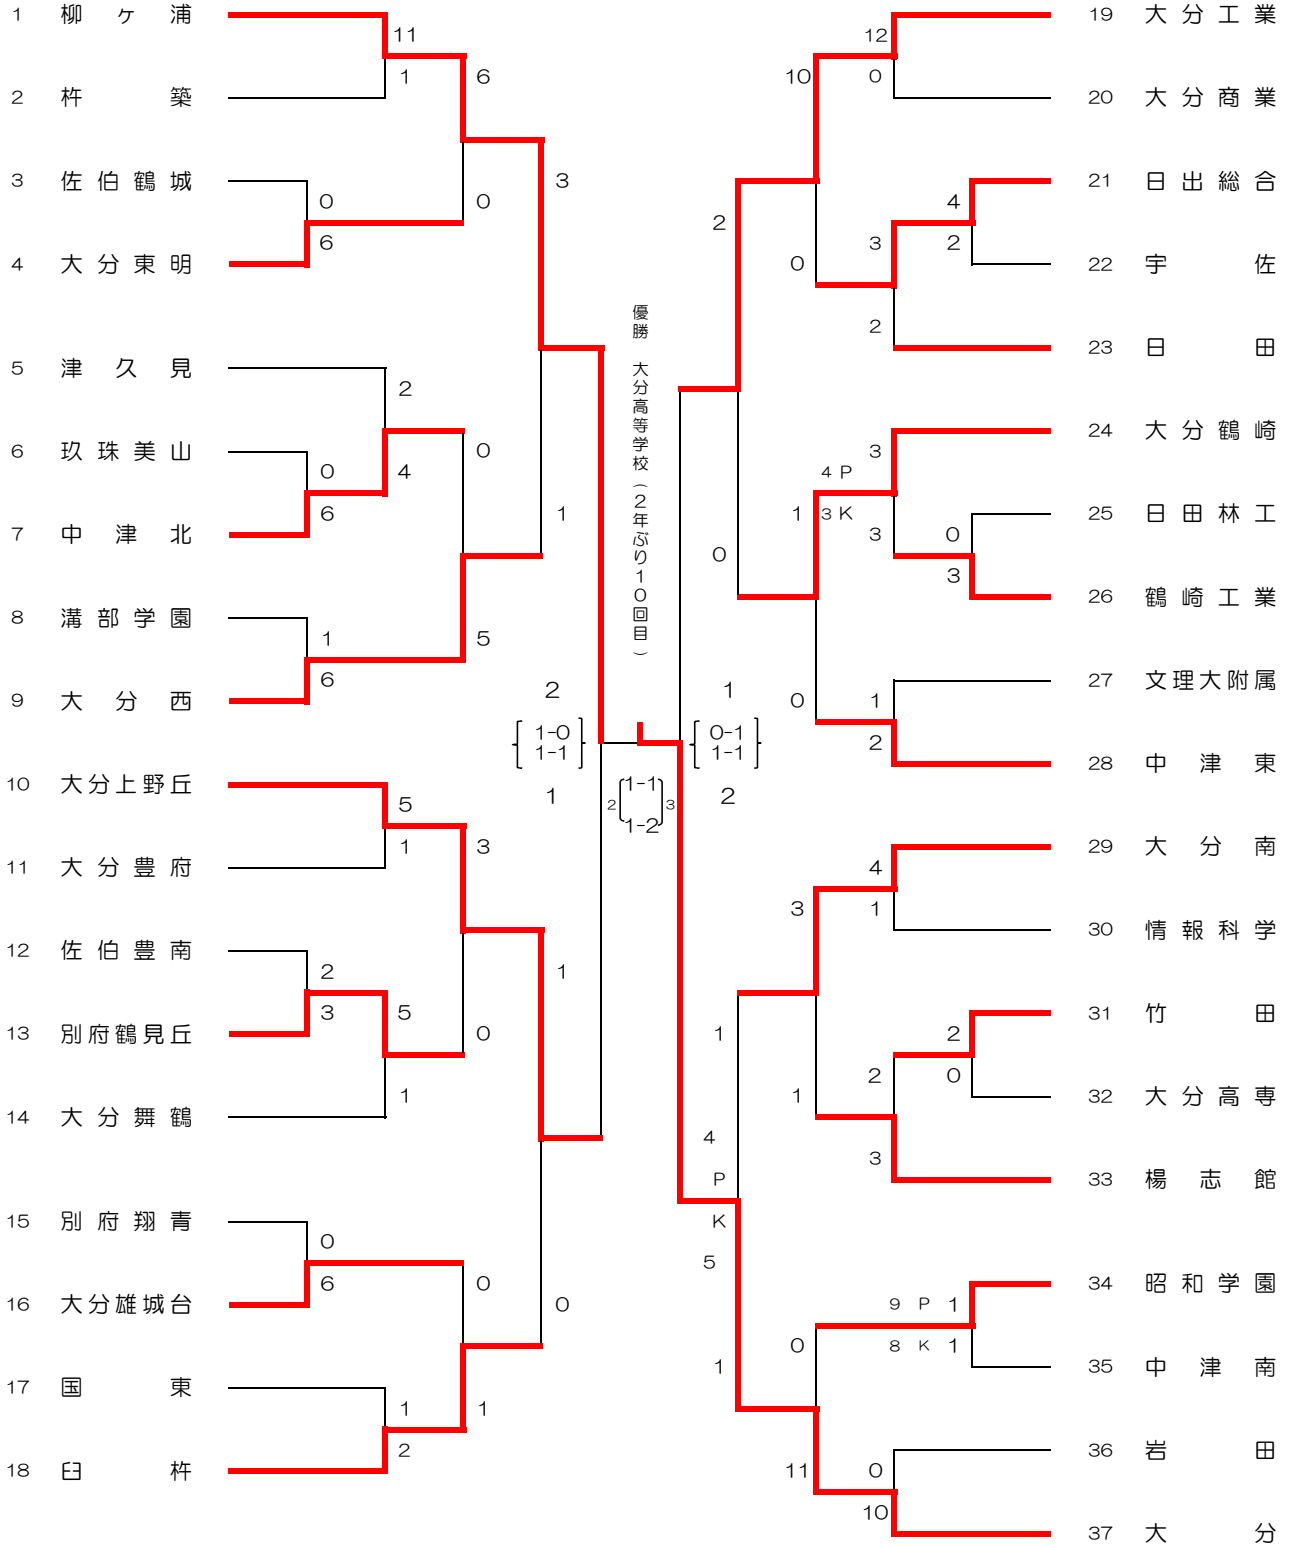 1 柳ヶ浦
2 杵築
3 佐伯鶴城
4 大分東明
5 津久見
6 玖珠美山
7 中津北
8 溝部学園
9 大分西
10 大分上野丘
11 大分豊府
12 佐伯豊南
13 別府鶴見丘
14 大分舞鶴
15 別府翔青
16 大分雄城台
17 国東
18 臼杵
11
1
6
0
6
0
3
2
0
6
4
0
1
6
5
1
5
1
3
2
3
5
1
0
1
0
6
0
1
2
1
0
優勝 大分高等学校（2年ぶり10回目）
2
1-0
1-1
1
2
1-1
1-2
3
1
0-1
1-1
2
12
0
10
4
2
3
2
0
2
3
4 P
3 K
3
0
3
1
1
2
0
0
4
1
3
2
0
2
3
1
1
4
P
K
5
1
9 P 1
8 K 1
0
0
10
11
19 大分工業
20 大分商業
21 日出総合
22 宇佐
23 日田
24 大分鶴崎
25 日田林工
26 鶴崎工業
27 文理大附属
28 中津東
29 大分南
30 情報科学
31 竹田
32 大分高専
33 楊志館
34 昭和学園
35 中津南
36 岩田
37 大分